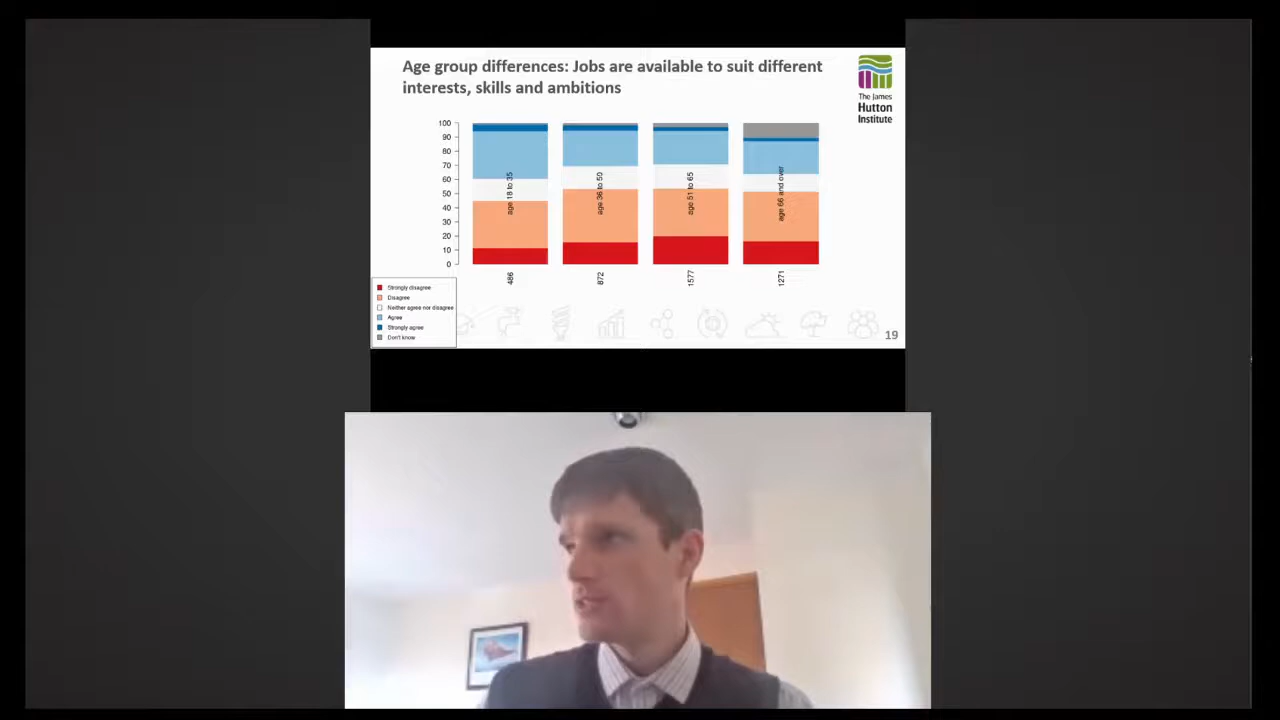 Age group differences: Jobs are available to suit different
interests, skills and ambitions
The James
Hutton
Institute
100
90
80
70
60
50
40
30
20
10
0
age 18 to 35
age 36 to 50
age 51 to 65
age 66 and over
486
872
1577
1271
Strongly disagree
Disagree
Neither agree nor disagree
Agree
Strongly agree
Don't know
19